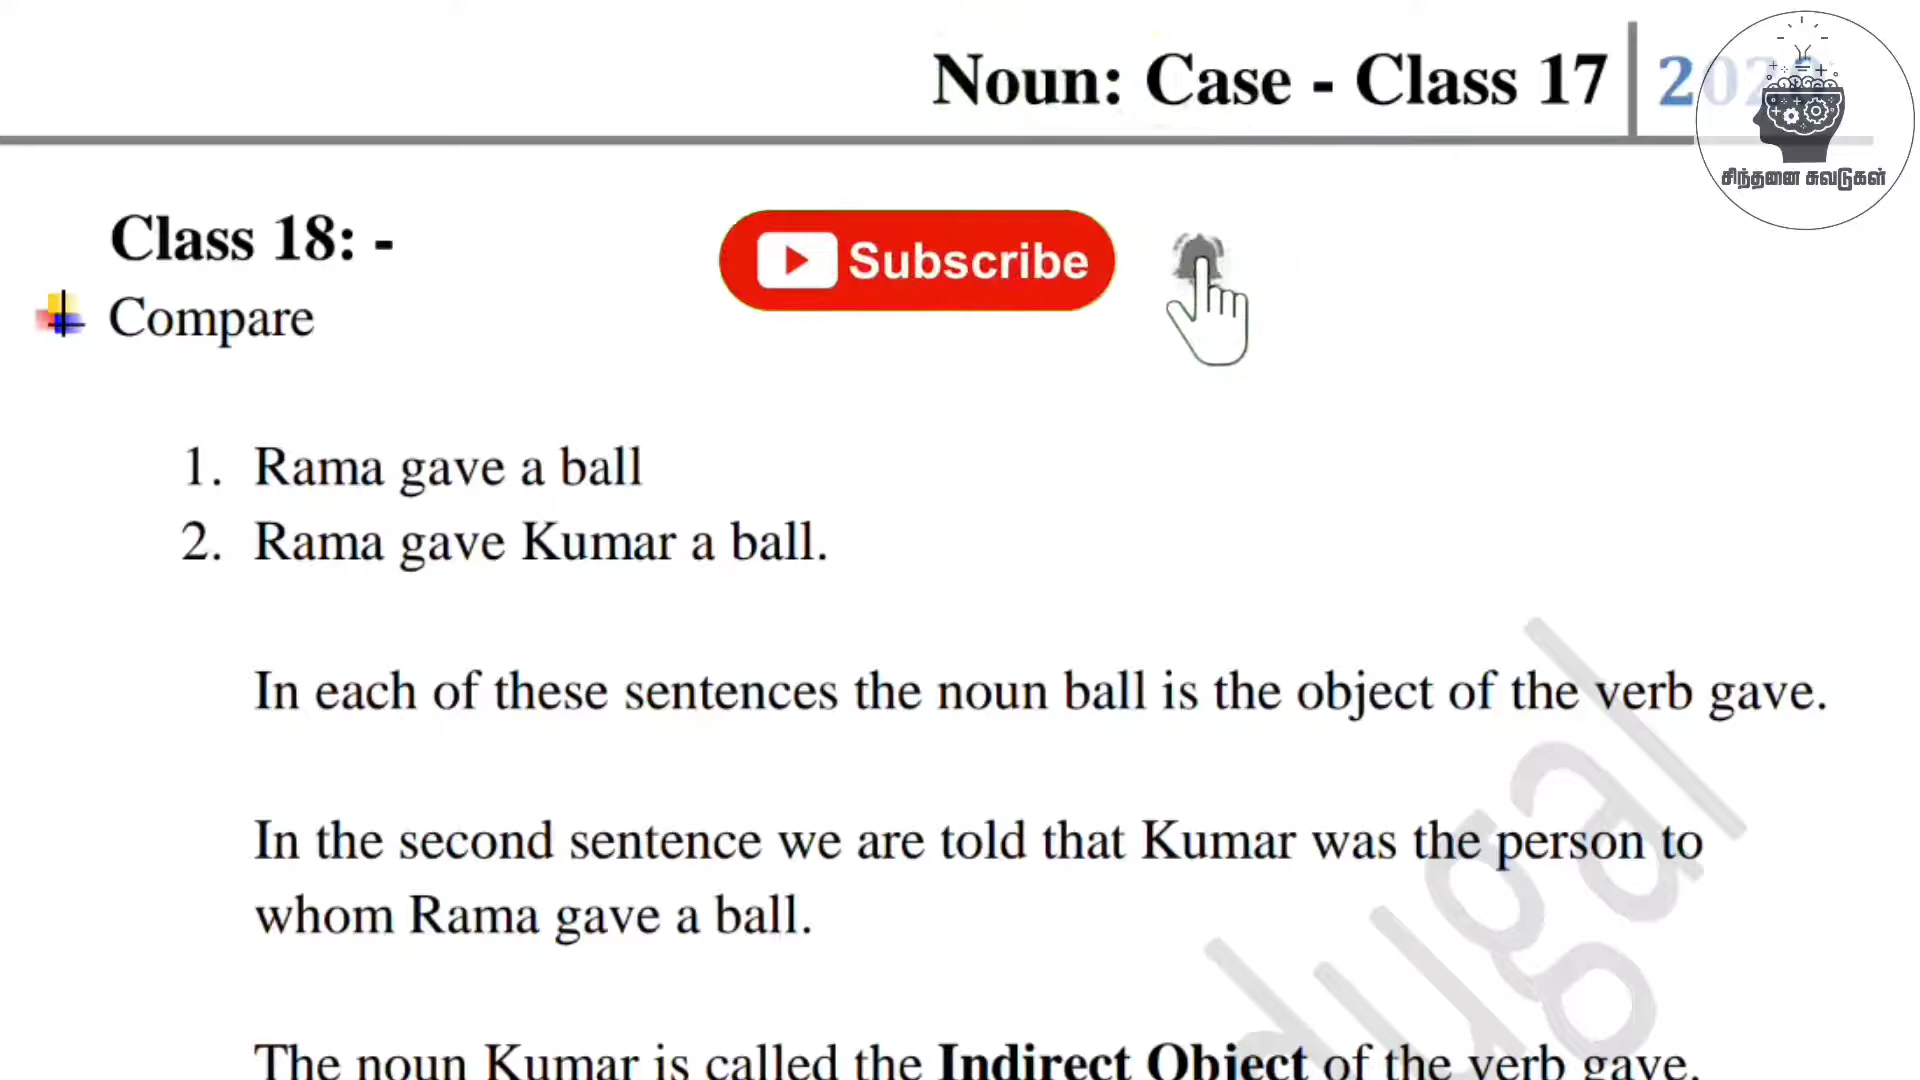 Noun: Case - Class 17
சிந்தனை சுவடுகள்
Class 18: -
Subscribe
Compare
1. Rama gave a ball
2. Rama gave Kumar a ball.
In each of these sentences the noun ball is the object of the verb gave.
In the second sentence we are told that Kumar was the person to
whom Rama gave a ball.
The noun Kumar is called the Indirect Object of the verb gave.